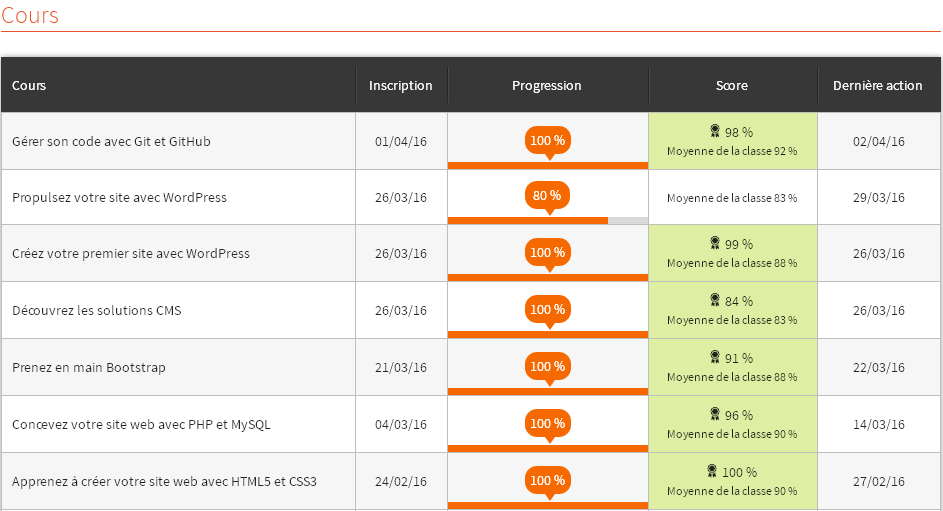 Cours
Cours Inscription Progression Score Dernière action
Gérer son code avec Git et GitHub 01/04/16 100 % 98 % 02/04/16
Moyenne de la classe 92 %
Propulsez votre site avec WordPress 26/03/16 80 % Moyenne de la classe 83 % 29/03/16
Créez votre premier site avec WordPress 26/03/16 100 % 99 % 26/03/16
Moyenne de la classe 88 %
Découvrez les solutions CMS 26/03/16 100 % 84 % 26/03/16
Moyenne de la classe 83 %
Prenez en main Bootstrap 21/03/16 100 % 91 % 22/03/16
Moyenne de la classe 88 %
Concevez votre site web avec PHP et MySQL 04/03/16 100 % 96 % 14/03/16
Moyenne de la classe 90 %
Apprenez à créer votre site web avec HTML5 et CSS3 24/02/16 100 % 100 % 27/02/16
Moyenne de la classe 90 %